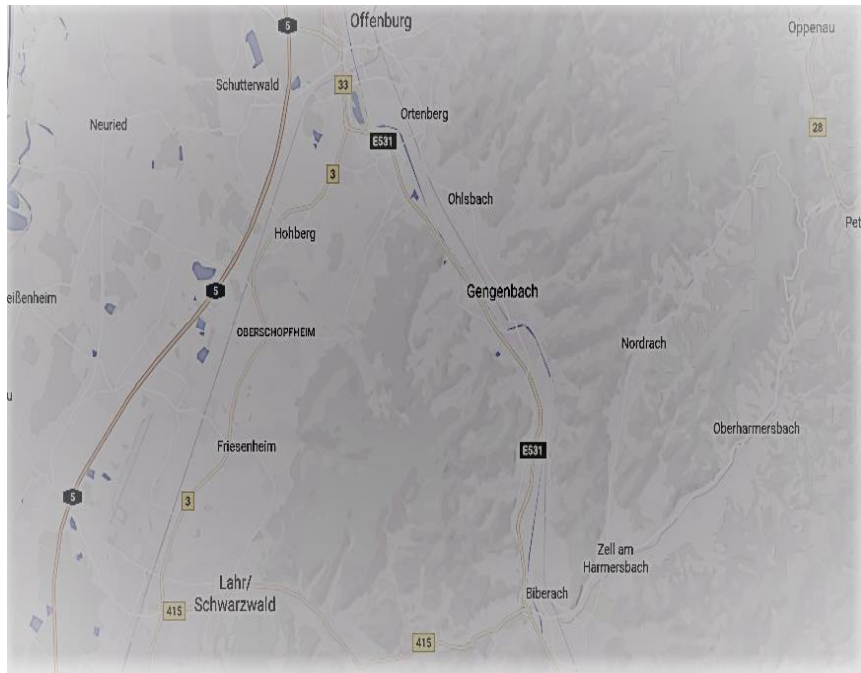 Offenburg
Oppenau
5
Schutterwald
33
Ortenberg
Neuried
28
E531
3
Ohlsbach
Pet
Hohberg
5
Gengenbach
eißenheim
OBERSCHOPFHEIM
Nordrach
u
Oberharmersbach
Friesenheim
E531
5
3
Zell am
Harmersbach
Lahr/
Schwarzwald
Biberach
415
415